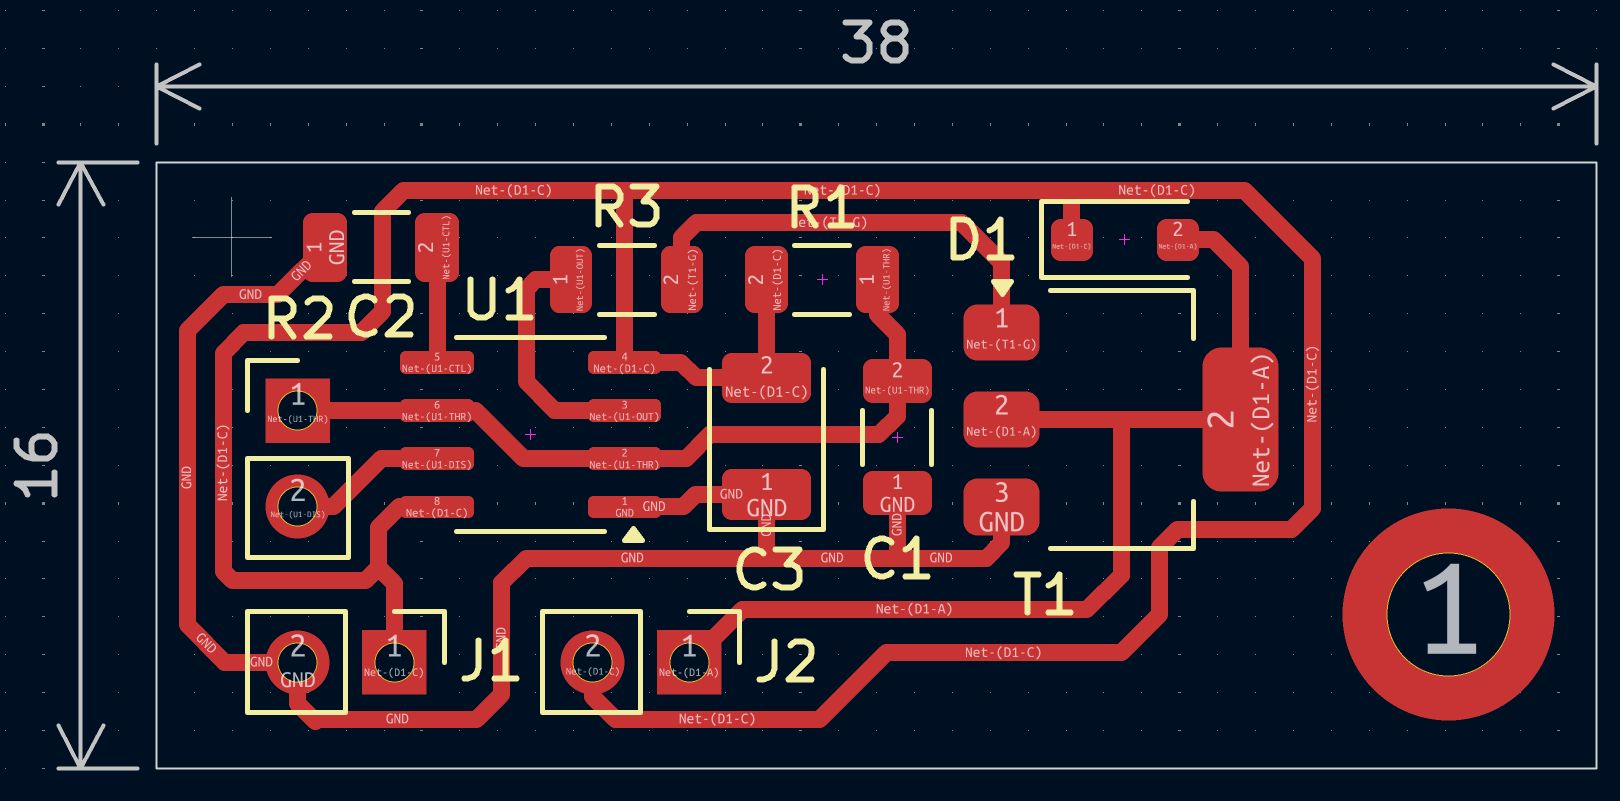 38
16
Net-(D1-C)
Net-(D1-C)
Net-(D1-C)
R3
R1
D1
1
GND
2
Net-(U1-CTL)
GND
GND
1
Net-(U1-OUT)
2
Net-(T1-G)
2
Net-(D1-C)
1
Net-(U1-THR)
1
Net-(D1-C)
2
Net-(D1-A)
R2
C2
U1
1
Net-(T1-G)
5
Net-(U1-CTL)
4
Net-(D1-C)
2
Net-(D1-C)
2
Net-(U1-THR)
1
Net-(U1-THR)
6
Net-(U1-THR)
3
Net-(U1-OUT)
2
Net-(D1-A)
2
Net-(D1-A)
Net-(D1-C)
GND
Net-(D1-C)
7
Net-(U1-DIS)
2
Net-(U1-THR)
2
Net-(U1-DIS)
8
Net-(D1-C)
1
GND
GND
GND
1
GND
GND
1
GND
GND
3
GND
GND
GND
GND
C3
C1
T1
Net-(D1-A)
GND
GND
2
GND
1
Net-(D1-C)
J1
2
Net-(D1-C)
1
Net-(D1-A)
J2
Net-(D1-C)
GND
Net-(D1-C)
1